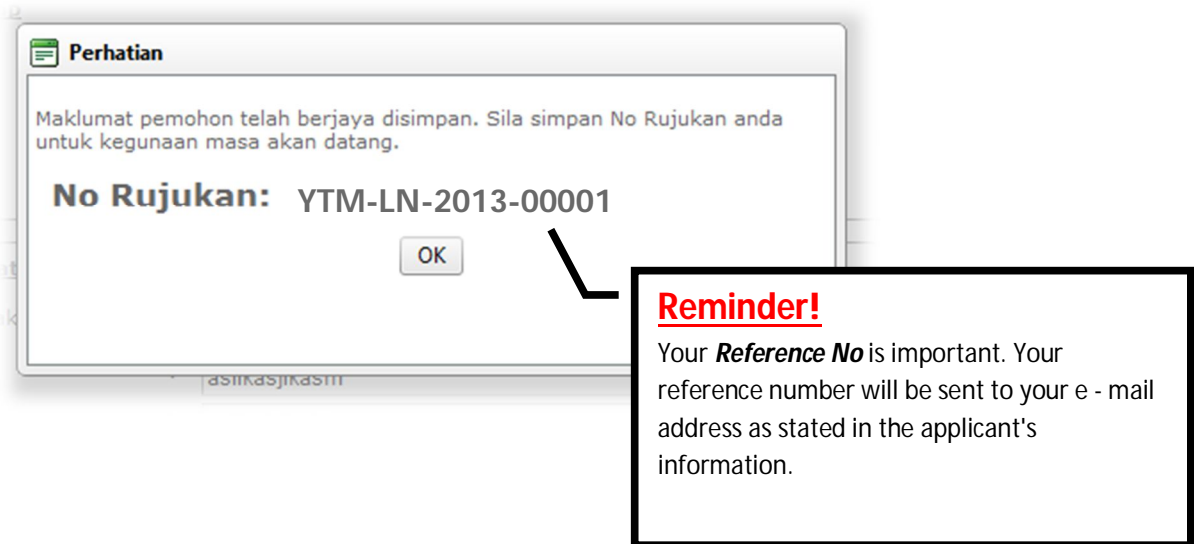 Perhatian
Maklumat pemohon telah berjaya disimpan. Sila simpan No Rujukan anda
untuk kegunaan masa akan datang.
No Rujukan: YTM-LN-2013-00001
OK
Reminder!
Your Reference No is important. Your
reference number will be sent to your e - mail
address as stated in the applicant's
information.